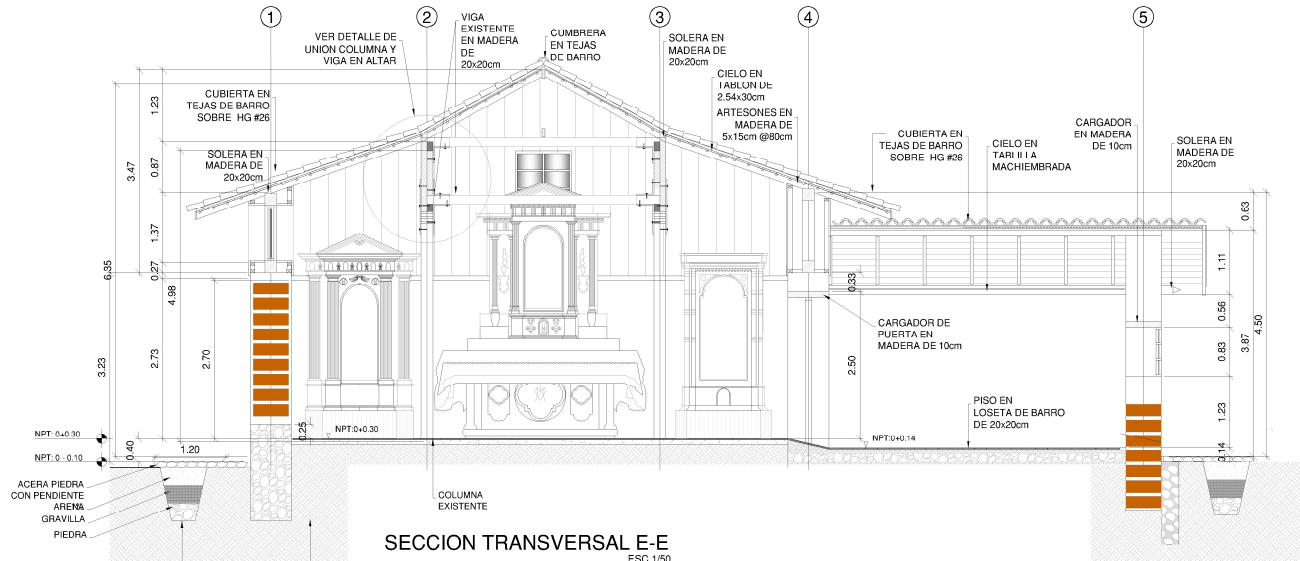 1
2
3
4
5
VER DETALLE DE
UNION COLUMNA Y
VIGA EN ALTAR
VIGA
EXISTENTE
EN MADERA
DE
20x20cm
CUMBRERA
EN TEJAS
DE BARRO
SOLERA EN
MADERA DE
20x20cm
CIELO EN
TABLON DE
2.54x30cm
ARTESONES EN
MADERA DE
5x15cm @80cm
CUBIERTA EN
TEJAS DE BARRO
SOBRE HG #26
SOLERA EN
MADERA DE
20x20cm
CUBIERTA EN
TEJAS DE BARRO
SOBRE HG #26
CIELO EN
TABLILLA
MACHIEMBRADA
CARGADOR
EN MADERA
DE 10cm
SOLERA EN
MADERA DE
20x20cm
1.23
3.47
0.87
1.37
0.27
6.35
4.98
3.23
2.73
2.70
0.25
0.40
1.20
0.33
2.50
0.63
1.11
0.56
4.50
3.87
0.83
1.23
0.14
CARGADOR DE
PUERTA EN
MADERA DE 10cm
PISO EN
LOSETA DE BARRO
DE 20x20cm
NPT: 0+0.30
NPT:0+0.30
NPT:0+0.14
NPT: 0 - 0.10
ACERA PIEDRA
CON PENDIENTE
ARENA
GRAVILLA
PIEDRA
COLUMNA
EXISTENTE
SECCION TRANSVERSAL E-E
ESC 1/50